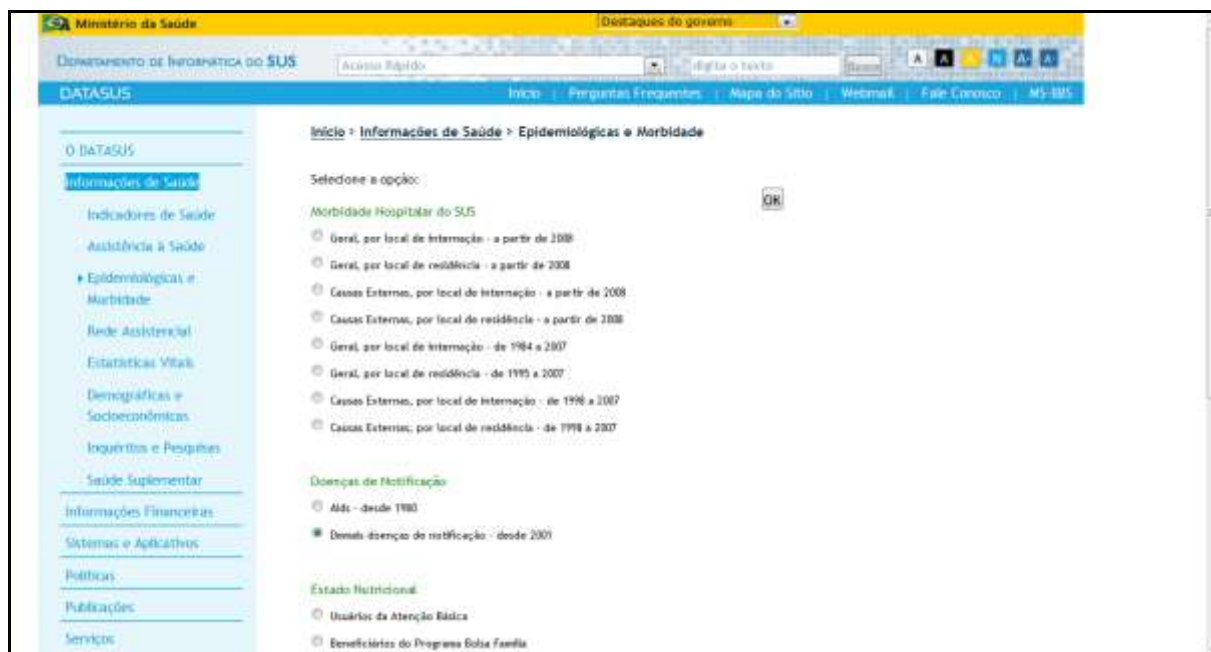 Ministério da Saúde
Destaques do governo
DEPARTAMENTO DE INFORMÁTICA DO SUS
Acesso Rápido
digita o texto
A A A A+ A
DATASUS
Início | Perguntas Frequentes | Mapa do Sítio | Webmail | Fale Conosco | MS-BBS
Início > Informações de Saúde > Epidemiológicas e Morbidade
O DATASUS
Informações de Saúde
Indicadores de Saúde
Assistência à Saúde
Epidemiológicas e
Morbidade
Rede Assistencial
Estatísticas Vitais
Demográficas e
Socioeconômicas
Inquéritos e Pesquisas
Saúde Suplementar
Informações Financeiras
Sistemas e Aplicativos
Políticas
Publicações
Serviços
Selecione a opção:
OK
Morbidade Hospitalar do SUS
Geral, por local de internação - a partir de 2008
Geral, por local de residência - a partir de 2008
Causas Externas, por local de internação - a partir de 2008
Causas Externas, por local de residência - a partir de 2008
Geral, por local de internação - de 1984 a 2007
Geral, por local de residência - de 1995 a 2007
Causas Externas, por local de internação - de 1998 a 2007
Causas Externas, por local de residência - de 1998 a 2007
Doenças de Notificação
Aids - desde 1980
Demais doenças de notificação - desde 2001
Estado Nutricional
Usuários da Atenção Básica
Beneficiários do Programa Bolsa Família